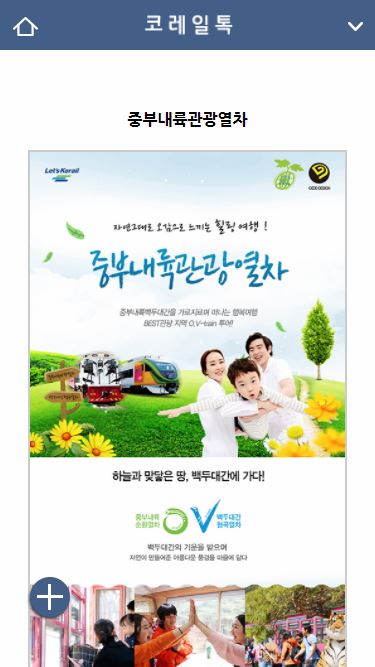 코레일톡
중부내륙관광열차
Let's Korail
자연그대로 오감으로 느끼는 힐링 여행 !
중부내륙관광열차
중부내륙백두대간을 가로지르며 떠나는 행복여행
BEST관광 지역 O,V-train 투어!
하늘과 맞닿은 땅, 백두대간에 가다!
중부내륙 순환열차 O V 백두대간 협곡열차
백두대간의 기운을 받으며
자연이 만들어준 아름다운 풍경을 마음에 담다